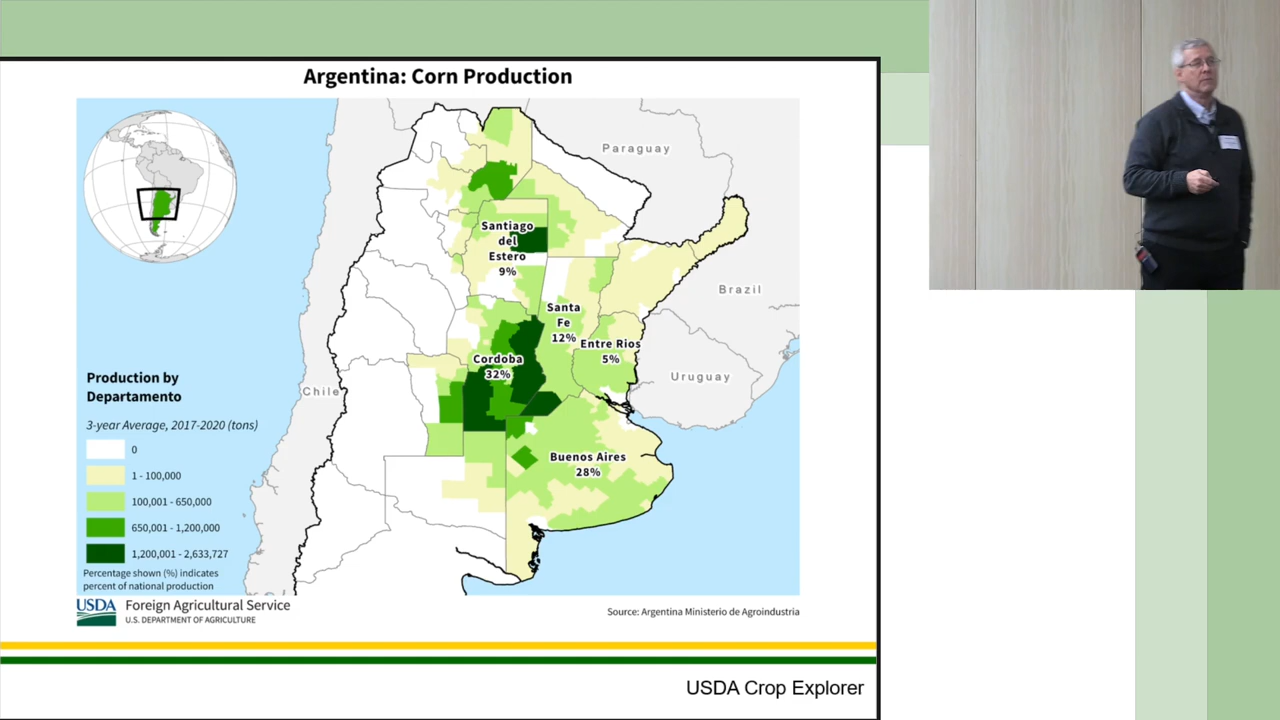 Argentina: Corn Production
Paraguay
Santiago
del
Estero
9%
Brazil
Santa
Fe
12%
Entre Rios
5%
Cordoba
32%
Uruguay
Chile
Buenos Aires
28%
Production by
Departamento
3-year Average, 2017-2020 (tons)
0
1 - 100,000
100,001 - 650,000
650,001 - 1,200,000
1,200,001 - 2,633,727
Percentage shown (%) indicates
percent of national production
USDA
Foreign Agricultural Service
U.S. DEPARTMENT OF AGRICULTURE
Source: Argentina Ministerio de Agroindustria
USDA Crop Explorer